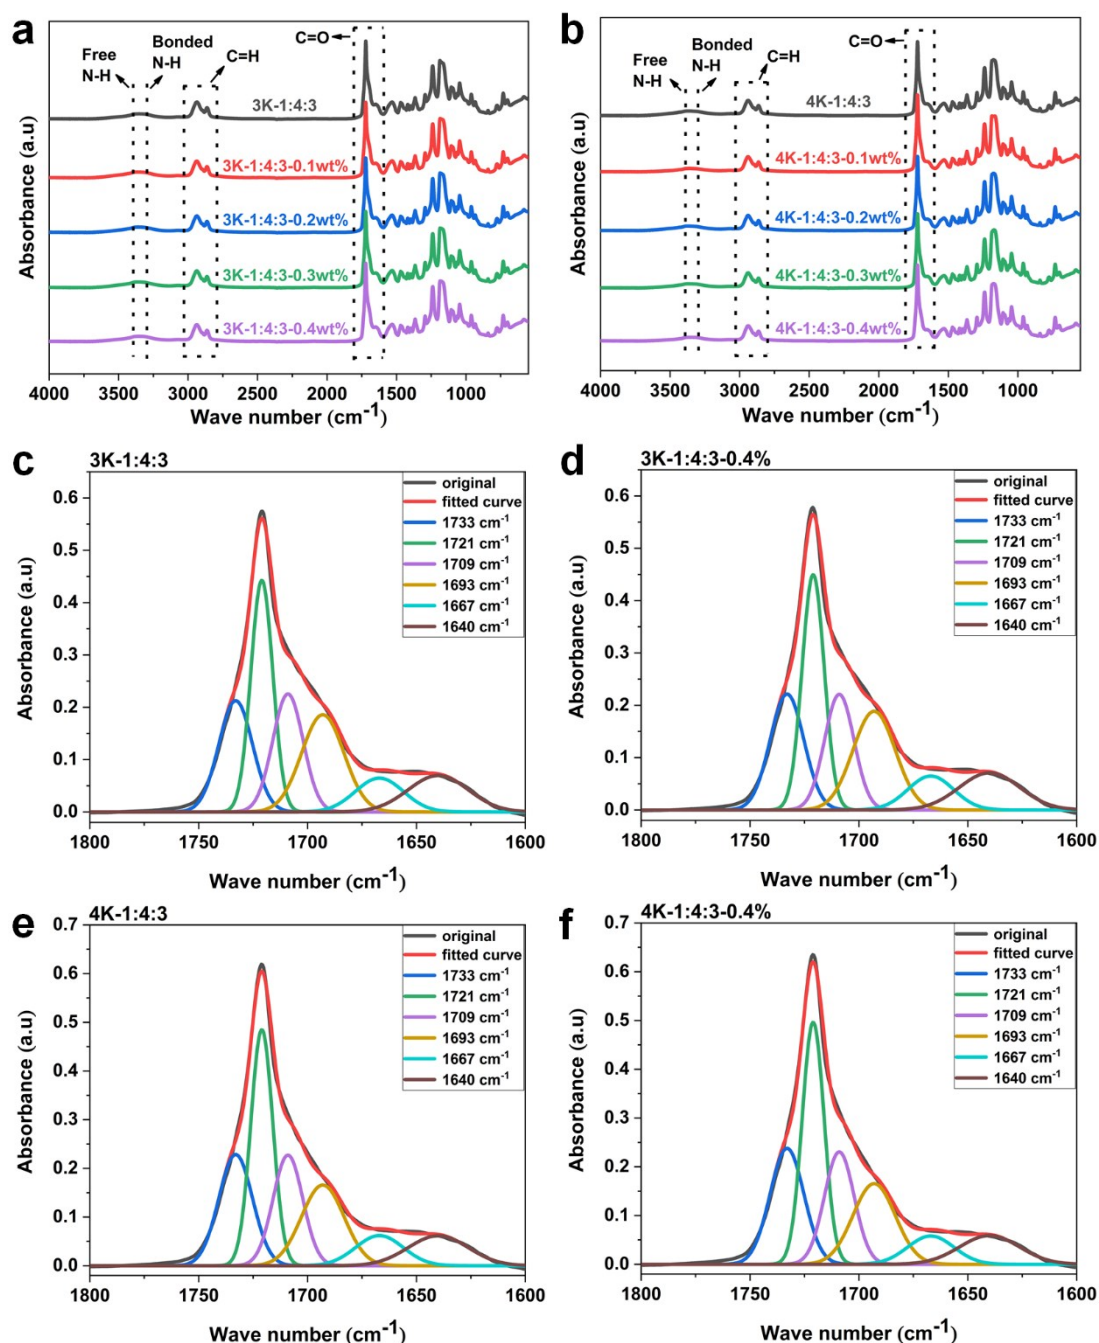 a
Free
N-H
Bonded
N-H
C=H
C=O
3K-1:4:3
3K-1:4:3-0.1wt%
3K-1:4:3-0.2wt%
3K-1:4:3-0.3wt%
3K-1:4:3-0.4wt%
Absorbance (a.u)
4000 3500 3000 2500 2000 1500 1000
Wave number (cm⁻¹)
b
Free
N-H
Bonded
N-H
C=H
C=O
4K-1:4:3
4K-1:4:3-0.1wt%
4K-1:4:3-0.2wt%
4K-1:4:3-0.3wt%
4K-1:4:3-0.4wt%
Absorbance (a.u)
4000 3500 3000 2500 2000 1500 1000
Wave number (cm⁻¹)
c
3K-1:4:3
original
fitted curve
1733 cm⁻¹
1721 cm⁻¹
1709 cm⁻¹
1693 cm⁻¹
1667 cm⁻¹
1640 cm⁻¹
0.6
0.5
0.4
0.3
0.2
0.1
0.0
Absorbance (a.u)
1800 1750 1700 1650 1600
Wave number (cm⁻¹)
d
3K-1:4:3-0.4%
original
fitted curve
1733 cm⁻¹
1721 cm⁻¹
1709 cm⁻¹
1693 cm⁻¹
1667 cm⁻¹
1640 cm⁻¹
0.6
0.5
0.4
0.3
0.2
0.1
0.0
Absorbance (a.u)
1800 1750 1700 1650 1600
Wave number (cm⁻¹)
e
4K-1:4:3
original
fitted curve
1733 cm⁻¹
1721 cm⁻¹
1709 cm⁻¹
1693 cm⁻¹
1667 cm⁻¹
1640 cm⁻¹
0.7
0.6
0.5
0.4
0.3
0.2
0.1
0.0
Absorbance (a.u)
1800 1750 1700 1650 1600
Wave number (cm⁻¹)
f
4K-1:4:3-0.4%
original
fitted curve
1733 cm⁻¹
1721 cm⁻¹
1709 cm⁻¹
1693 cm⁻¹
1667 cm⁻¹
1640 cm⁻¹
0.7
0.6
0.5
0.4
0.3
0.2
0.1
0.0
Absorbance (a.u)
1800 1750 1700 1650 1600
Wave number (cm⁻¹)